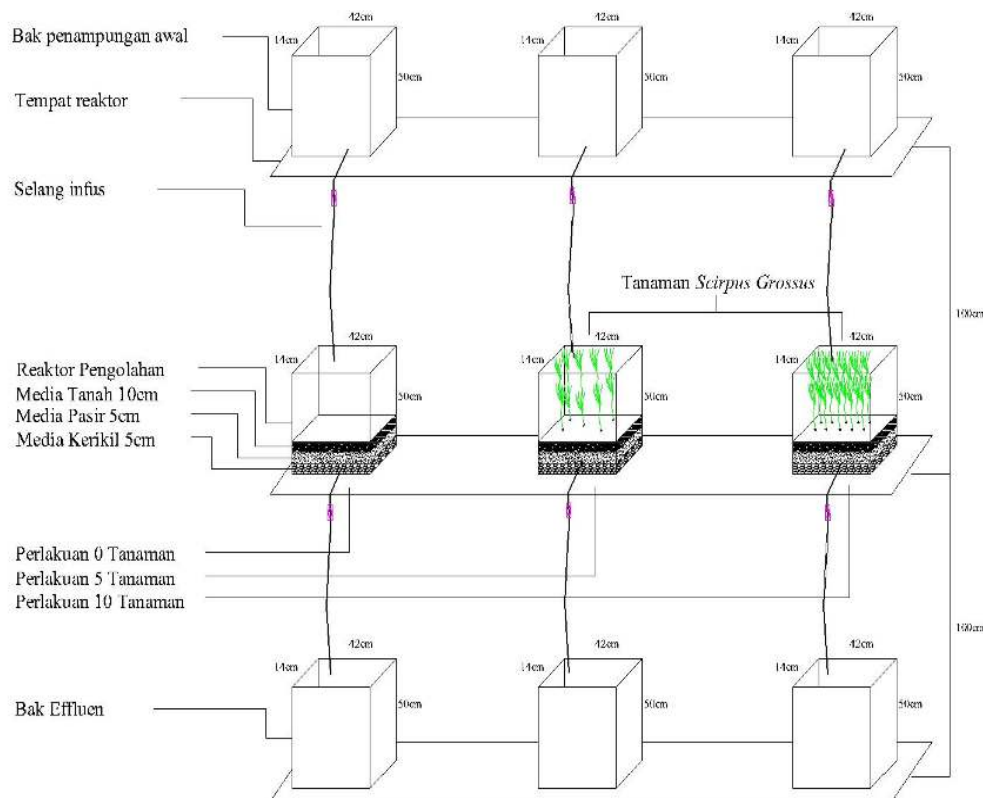 42cm 42cm 42cm
Bak penampungan awal
14cm 14cm 14cm
50cm 50cm 50cm
Tempat reaktor
Selang infus
Tanaman Scirpus Grossus
100cm
42cm 42cm 42cm
Reaktor Pengolahan
14cm 14cm 14cm
Media Tanah 10cm
50cm 50cm 50cm
Media Pasir 5cm
Media Kerikil 5cm
Perlakuan 0 Tanaman
Perlakuan 5 Tanaman
Perlakuan 10 Tanaman
100cm
42cm 42cm 42cm
14cm 14cm 14cm
Bak Effluen
50cm 50cm 50cm